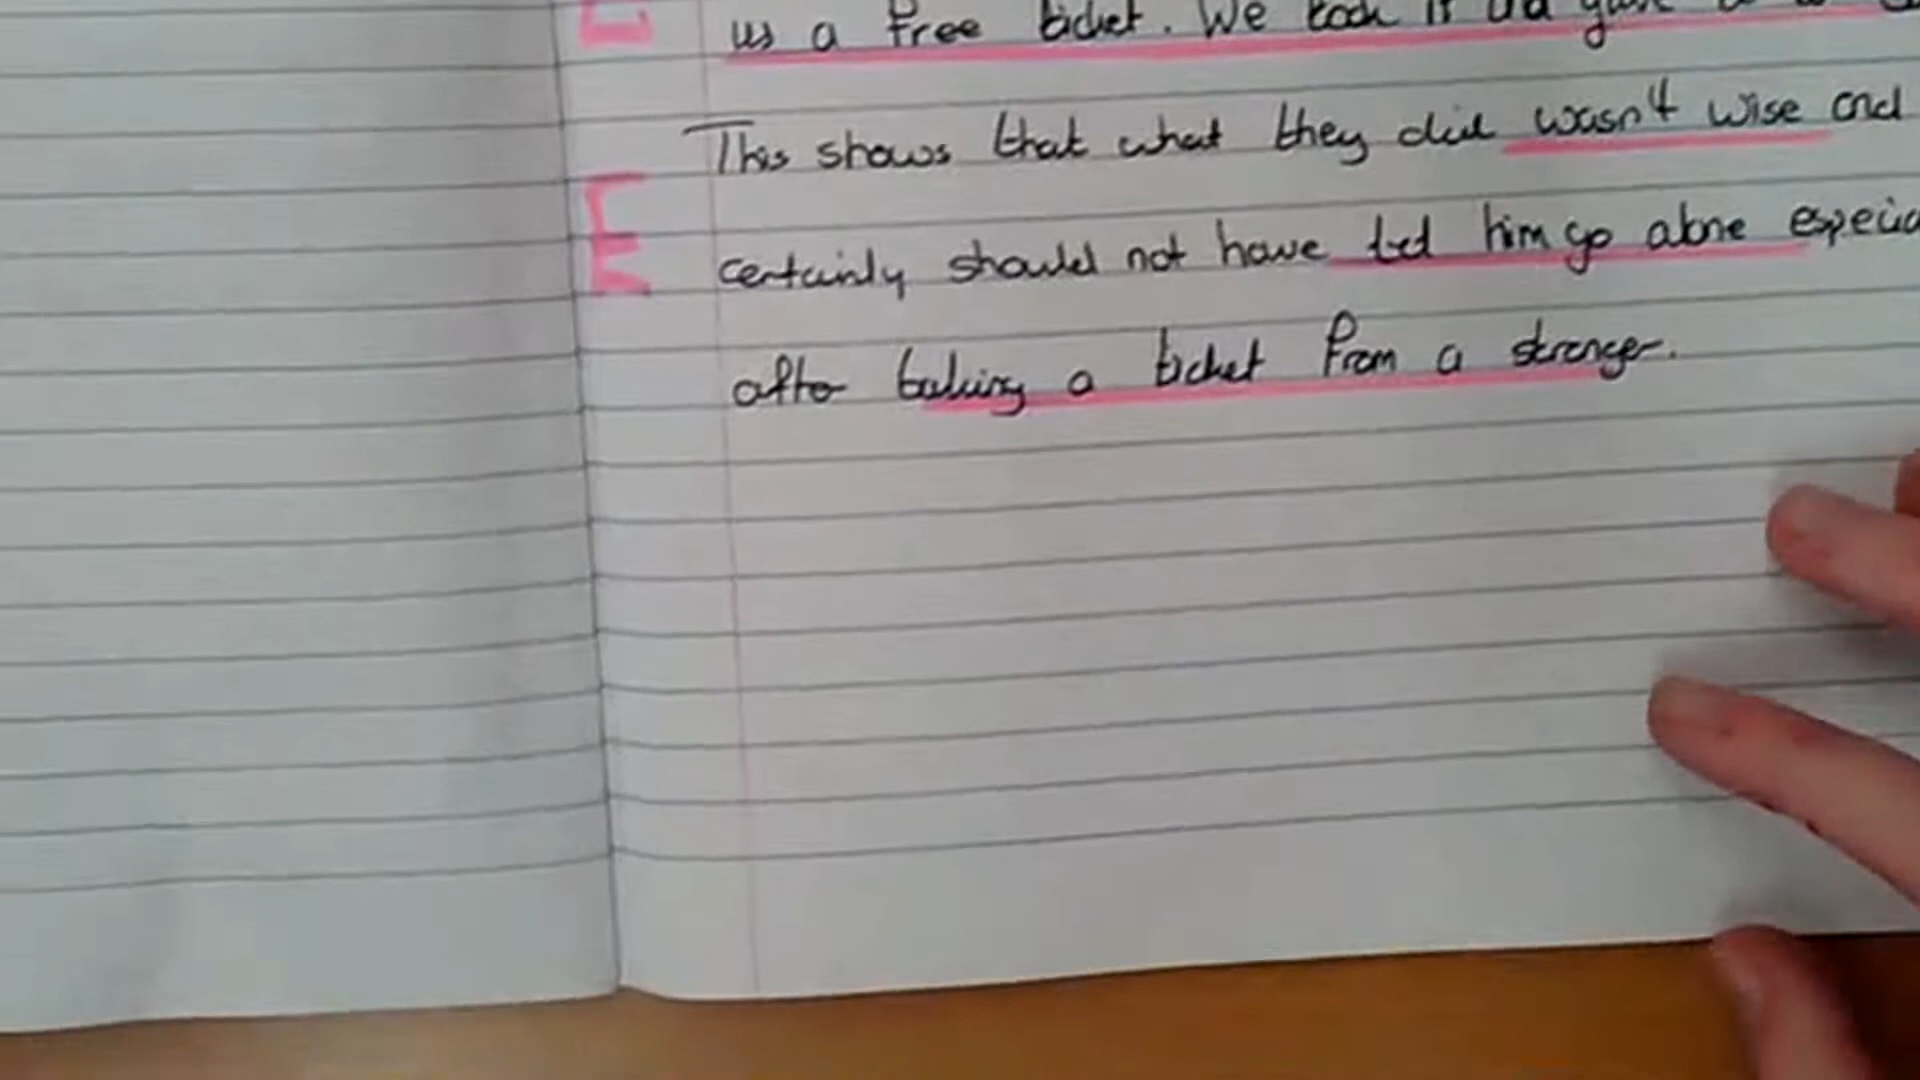 us a free ticket. We took it
This shows that what they did wasn't wise and
E certainly should not have let him go alone
after taking a ticket from a stranger.